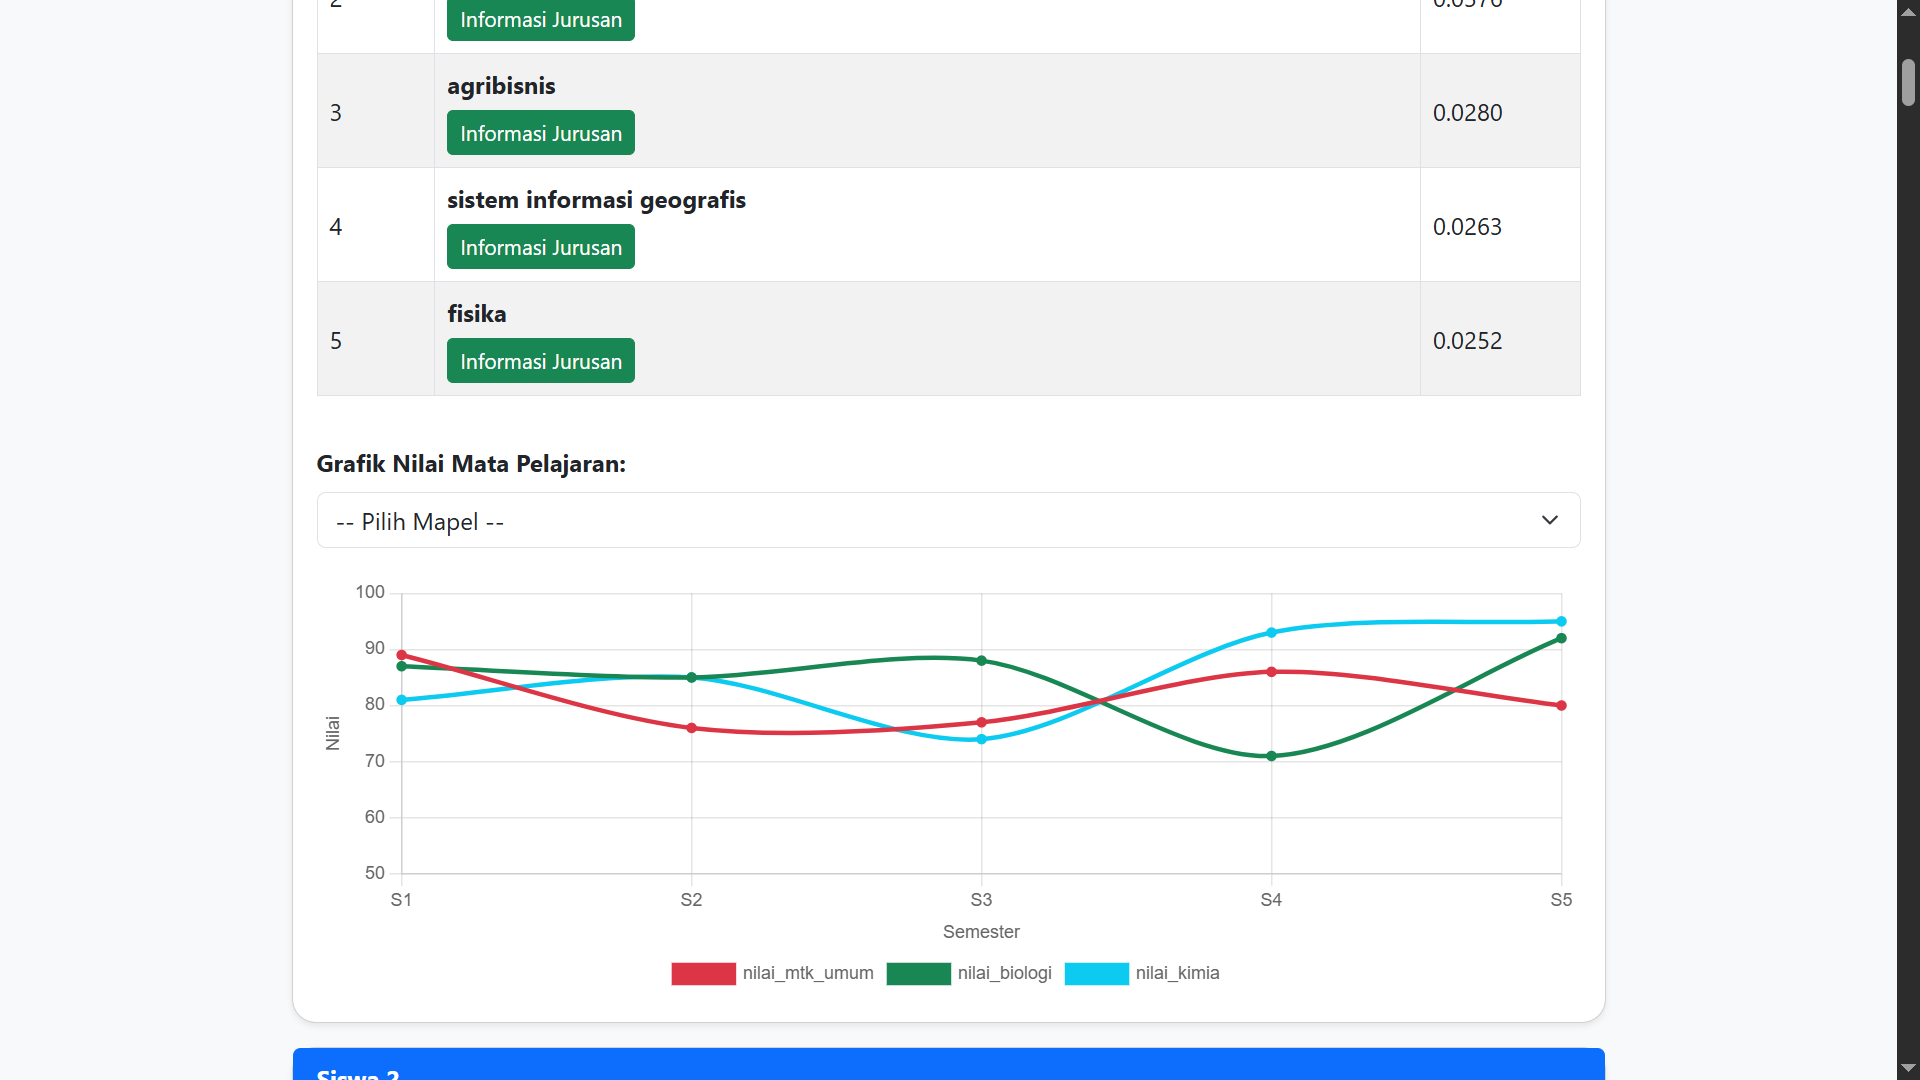 2
Informasi Jurusan
0.0376
3
agribisnis
Informasi Jurusan
0.0280
4
sistem informasi geografis
Informasi Jurusan
0.0263
5
fisika
Informasi Jurusan
0.0252
Grafik Nilai Mata Pelajaran:
-- Pilih Mapel --
100
90
80
70
60
50
Nilai
S1 S2 S3 S4 S5
Semester
nilai_mtk_umum nilai_biologi nilai_kimia
Siswa 2